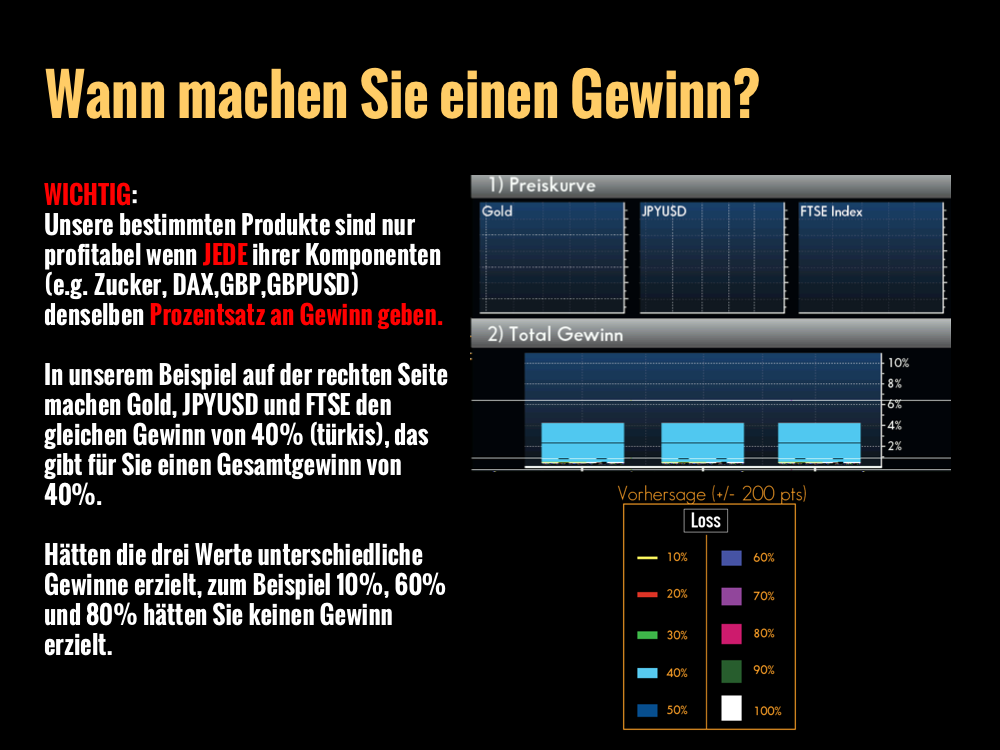 Wann machen Sie einen Gewinn?
WICHTIG:
Unsere bestimmten Produkte sind nur
profitabel wenn JEDE ihrer Komponenten
(e.g. Zucker, DAX,GBP,GBPUSD)
denselben Prozentsatz an Gewinn geben.
In unserem Beispiel auf der rechten Seite
machen Gold, JPYUSD und FTSE den
gleichen Gewinn von 40% (türkis), das
gibt für Sie einen Gesamtgewinn von
40%.
Hätten die drei Werte unterschiedliche
Gewinne erzielt, zum Beispiel 10%, 60%
und 80% hätten Sie keinen Gewinn
erzielt.
1) Preiskurve
Gold
JPYUSD
FTSE Index
2) Total Gewinn
10%
8%
6%
4%
2%
Vorhersage (+/- 200 pts)
Loss
10%
20%
30%
40%
50%
60%
70%
80%
90%
100%